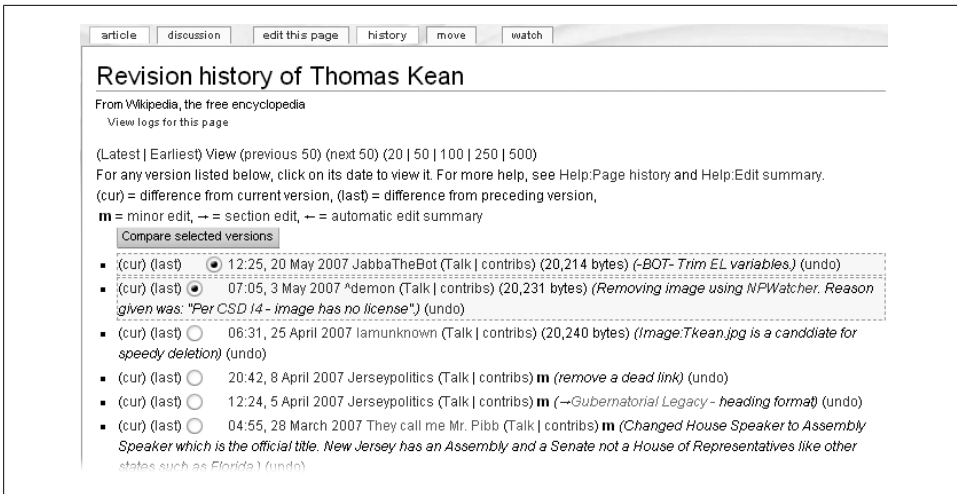 article discussion edit this page history move watch
Revision history of Thomas Kean
From Wikipedia, the free encyclopedia
View logs for this page
(Latest | Earliest) View (previous 50) (next 50) (20 | 50 | 100 | 250 | 500)
For any version listed below, click on its date to view it. For more help, see Help:Page history and Help:Edit summary.
(cur) = difference from current version, (last) = difference from preceding version,
m = minor edit, → = section edit, ← = automatic edit summary
Compare selected versions
(cur) (last) 12:25, 20 May 2007 JabbaTheBot (Talk | contribs) (20,214 bytes) (-BOT- Trim EL variables.) (undo)
(cur) (last) 07:05, 3 May 2007 ^demon (Talk | contribs) (20,231 bytes) (Removing image using NPWatcher. Reason
given was: "Per CSD I4 - image has no license".) (undo)
(cur) (last) 06:31, 25 April 2007 Iamunknown (Talk | contribs) (20,240 bytes) (Image:Tkean.jpg is a canddiate for
speedy deletion) (undo)
(cur) (last) 20:42, 8 April 2007 Jerseypolitics (Talk | contribs) m (remove a dead link) (undo)
(cur) (last) 12:24, 5 April 2007 Jerseypolitics (Talk | contribs) m (→Gubernatorial Legacy - heading format) (undo)
(cur) (last) 04:55, 28 March 2007 They call me Mr. Pibb (Talk | contribs) m (Changed House Speaker to Assembly
Speaker which is the official title. New Jersey has an Assembly and a Senate not a House of Representatives like other
states such as Florida.) (undo)